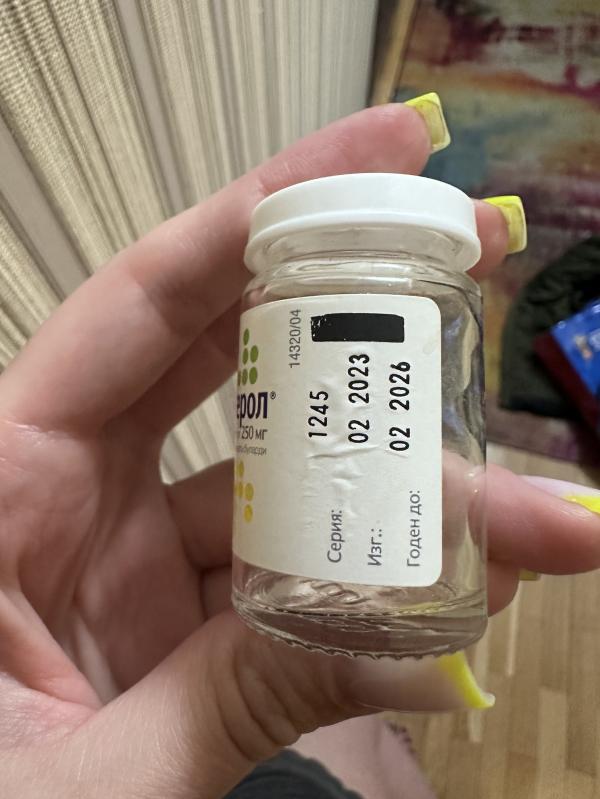 ерол®
250 мг
14320/04
Серия: 1245
Изг.: 02 2023
Годен до: 02 2026